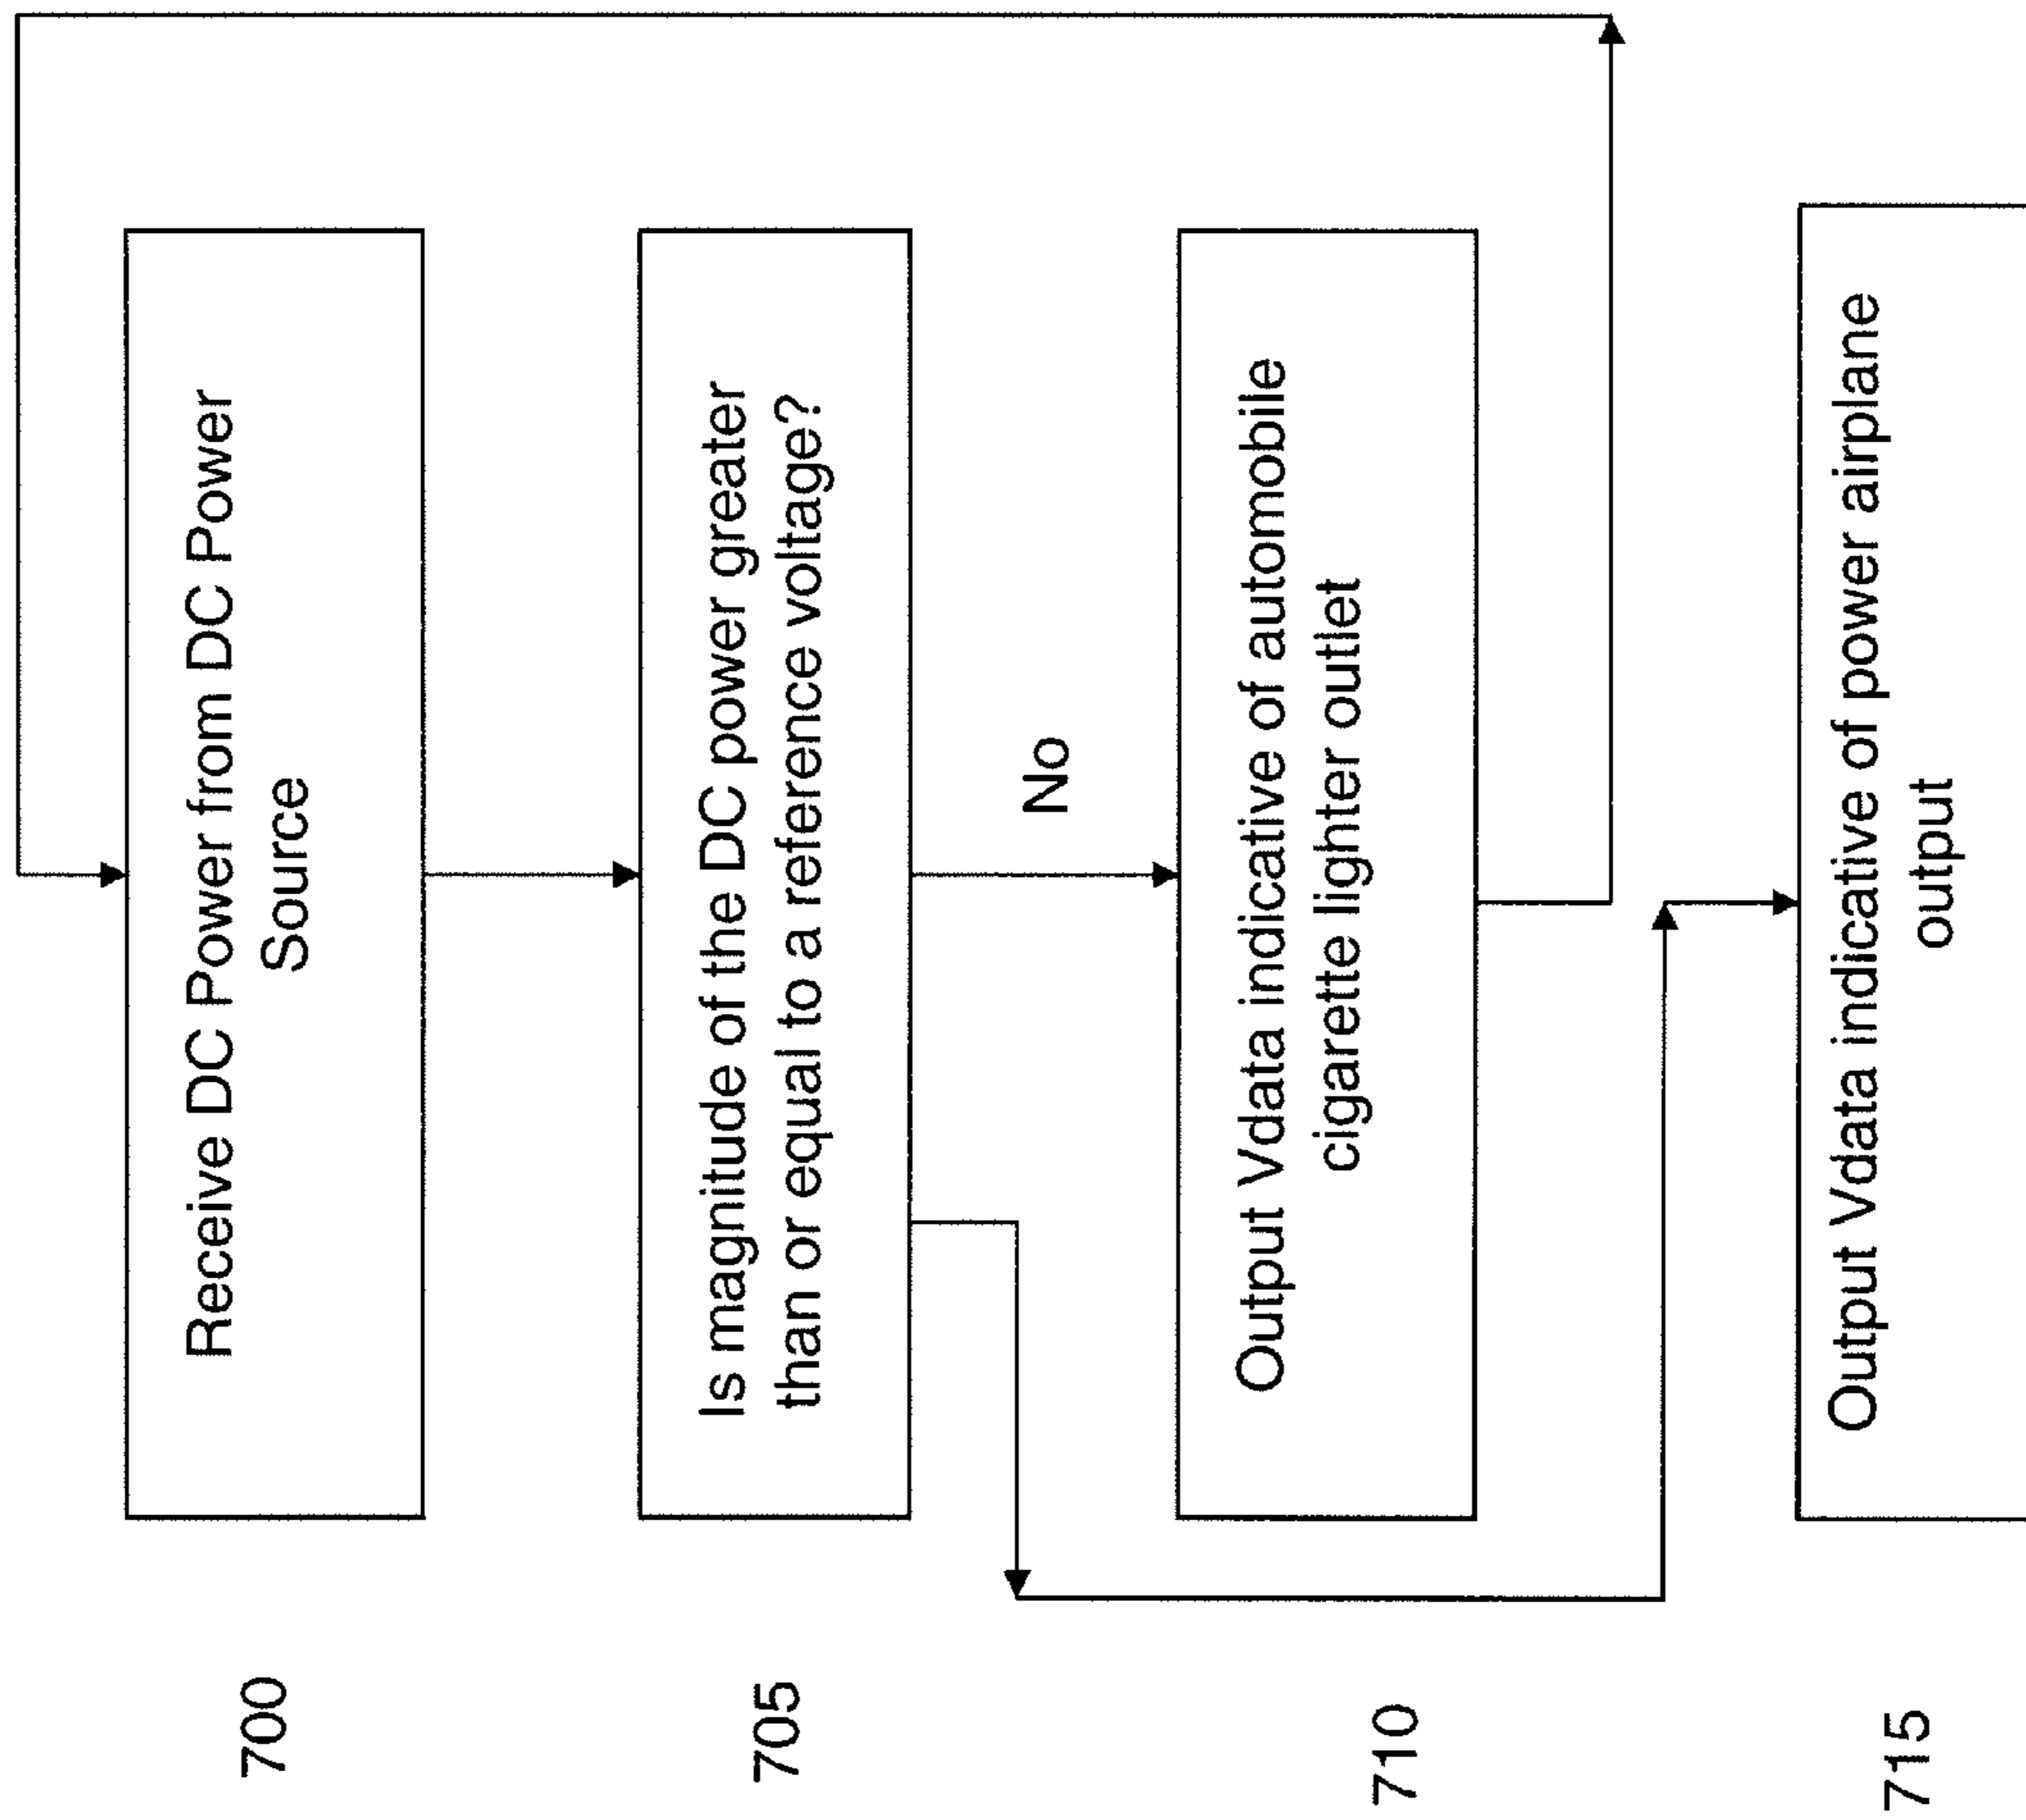 700
Receive DC Power from DC Power
Source
705
Is magnitude of the DC power greater
than or equal to a reference voltage?
No
710
Output Vdata indicative of automobile
cigarette lighter outlet
715
Output Vdata indicative of power airplane
output